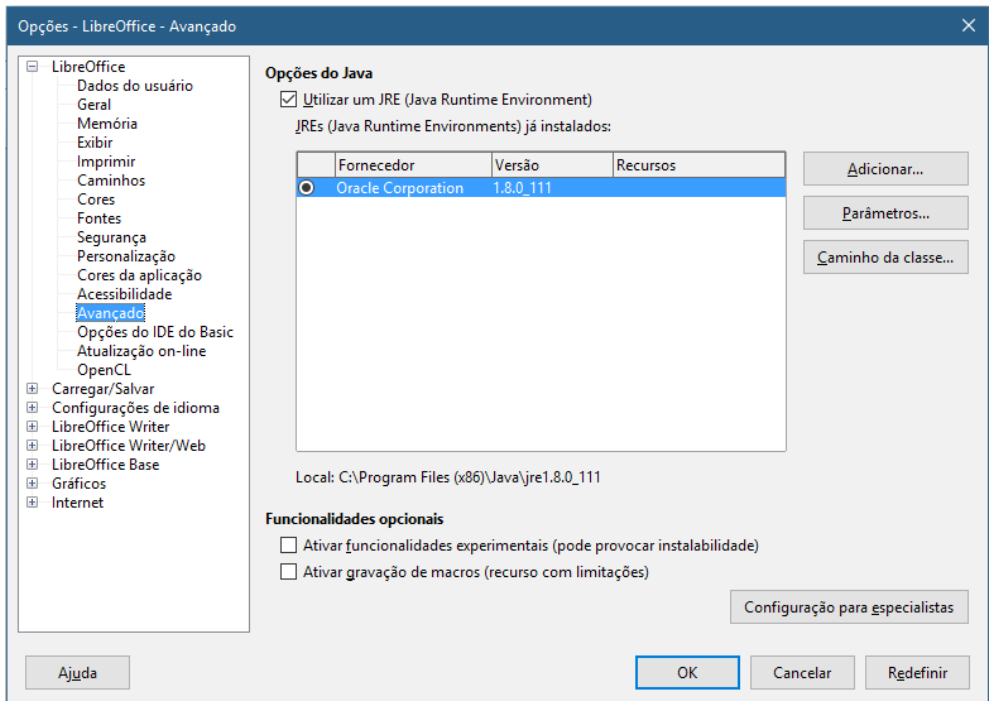 Opções - LibreOffice - Avançado
LibreOffice
Dados do usuário
Geral
Memória
Exibir
Imprimir
Caminhos
Cores
Fontes
Segurança
Personalização
Cores da aplicação
Acessibilidade
Avançado
Opções do IDE do Basic
Atualização on-line
OpenCL
Carregar/Salvar
Configurações de idioma
LibreOffice Writer
LibreOffice Writer/Web
LibreOffice Base
Gráficos
Internet
Opções do Java
Utilizar um JRE (Java Runtime Environment)
JREs (Java Runtime Environments) já instalados:
Fornecedor Versão Recursos
Oracle Corporation 1.8.0_111
Adicionar...
Parâmetros...
Caminho da classe...
Local: C:\Program Files (x86)\Java\jre1.8.0_111
Funcionalidades opcionais
Ativar funcionalidades experimentais (pode provocar instalabilidade)
Ativar gravação de macros (recurso com limitações)
Configuração para especialistas
Ajuda OK Cancelar Redefinir